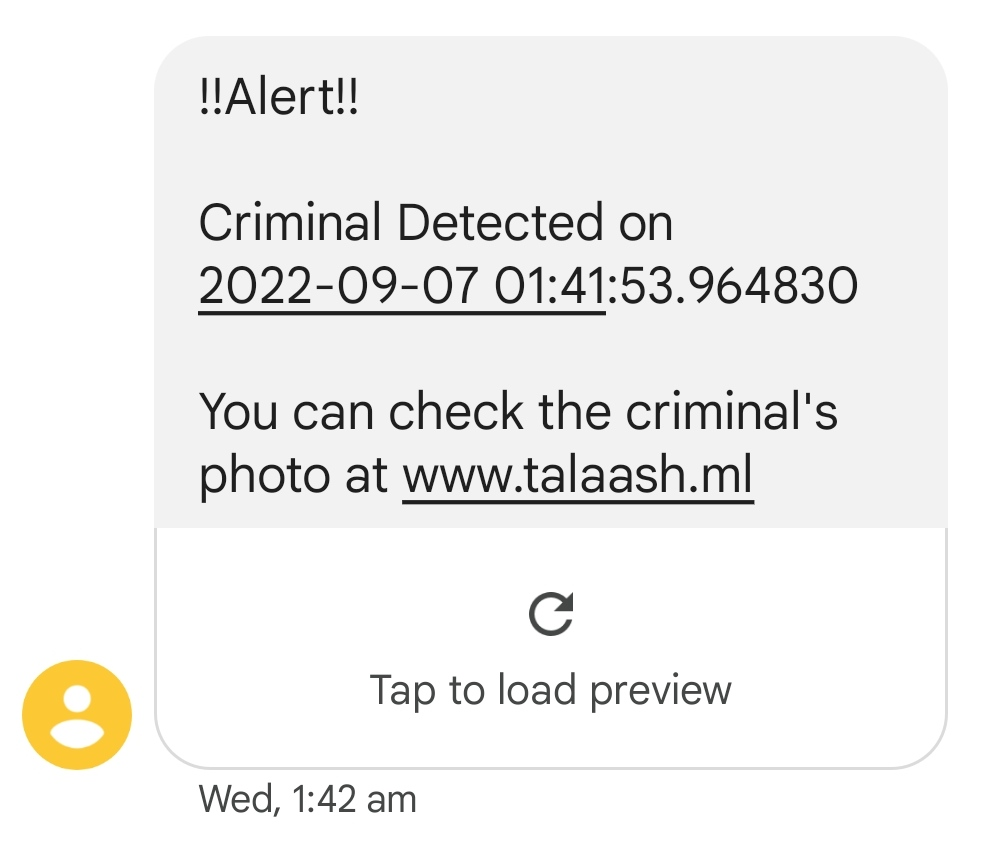 !!Alert!!
Criminal Detected on
2022-09-07 01:41:53.964830
You can check the criminal's
photo at www.talaash.ml
Tap to load preview
Wed, 1:42 am